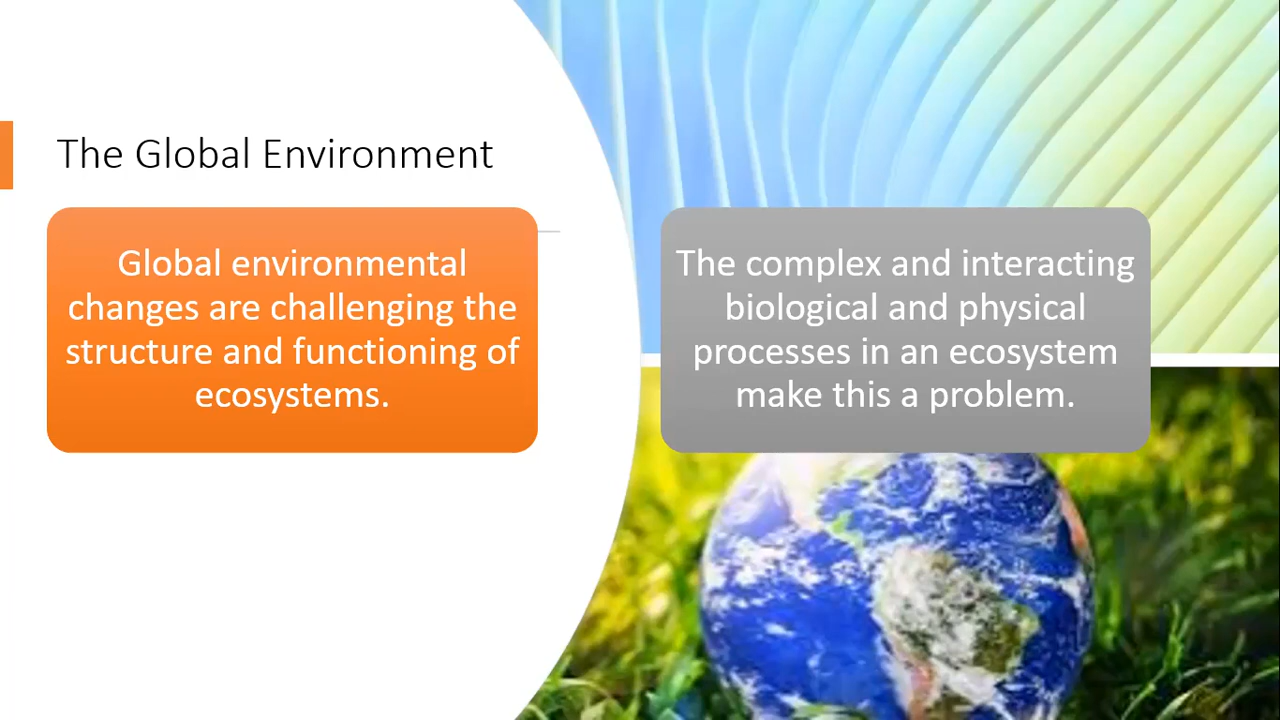 The Global Environment
Global environmental
changes are challenging the
structure and functioning of
ecosystems.
The complex and interacting
biological and physical
processes in an ecosystem
make this a problem.